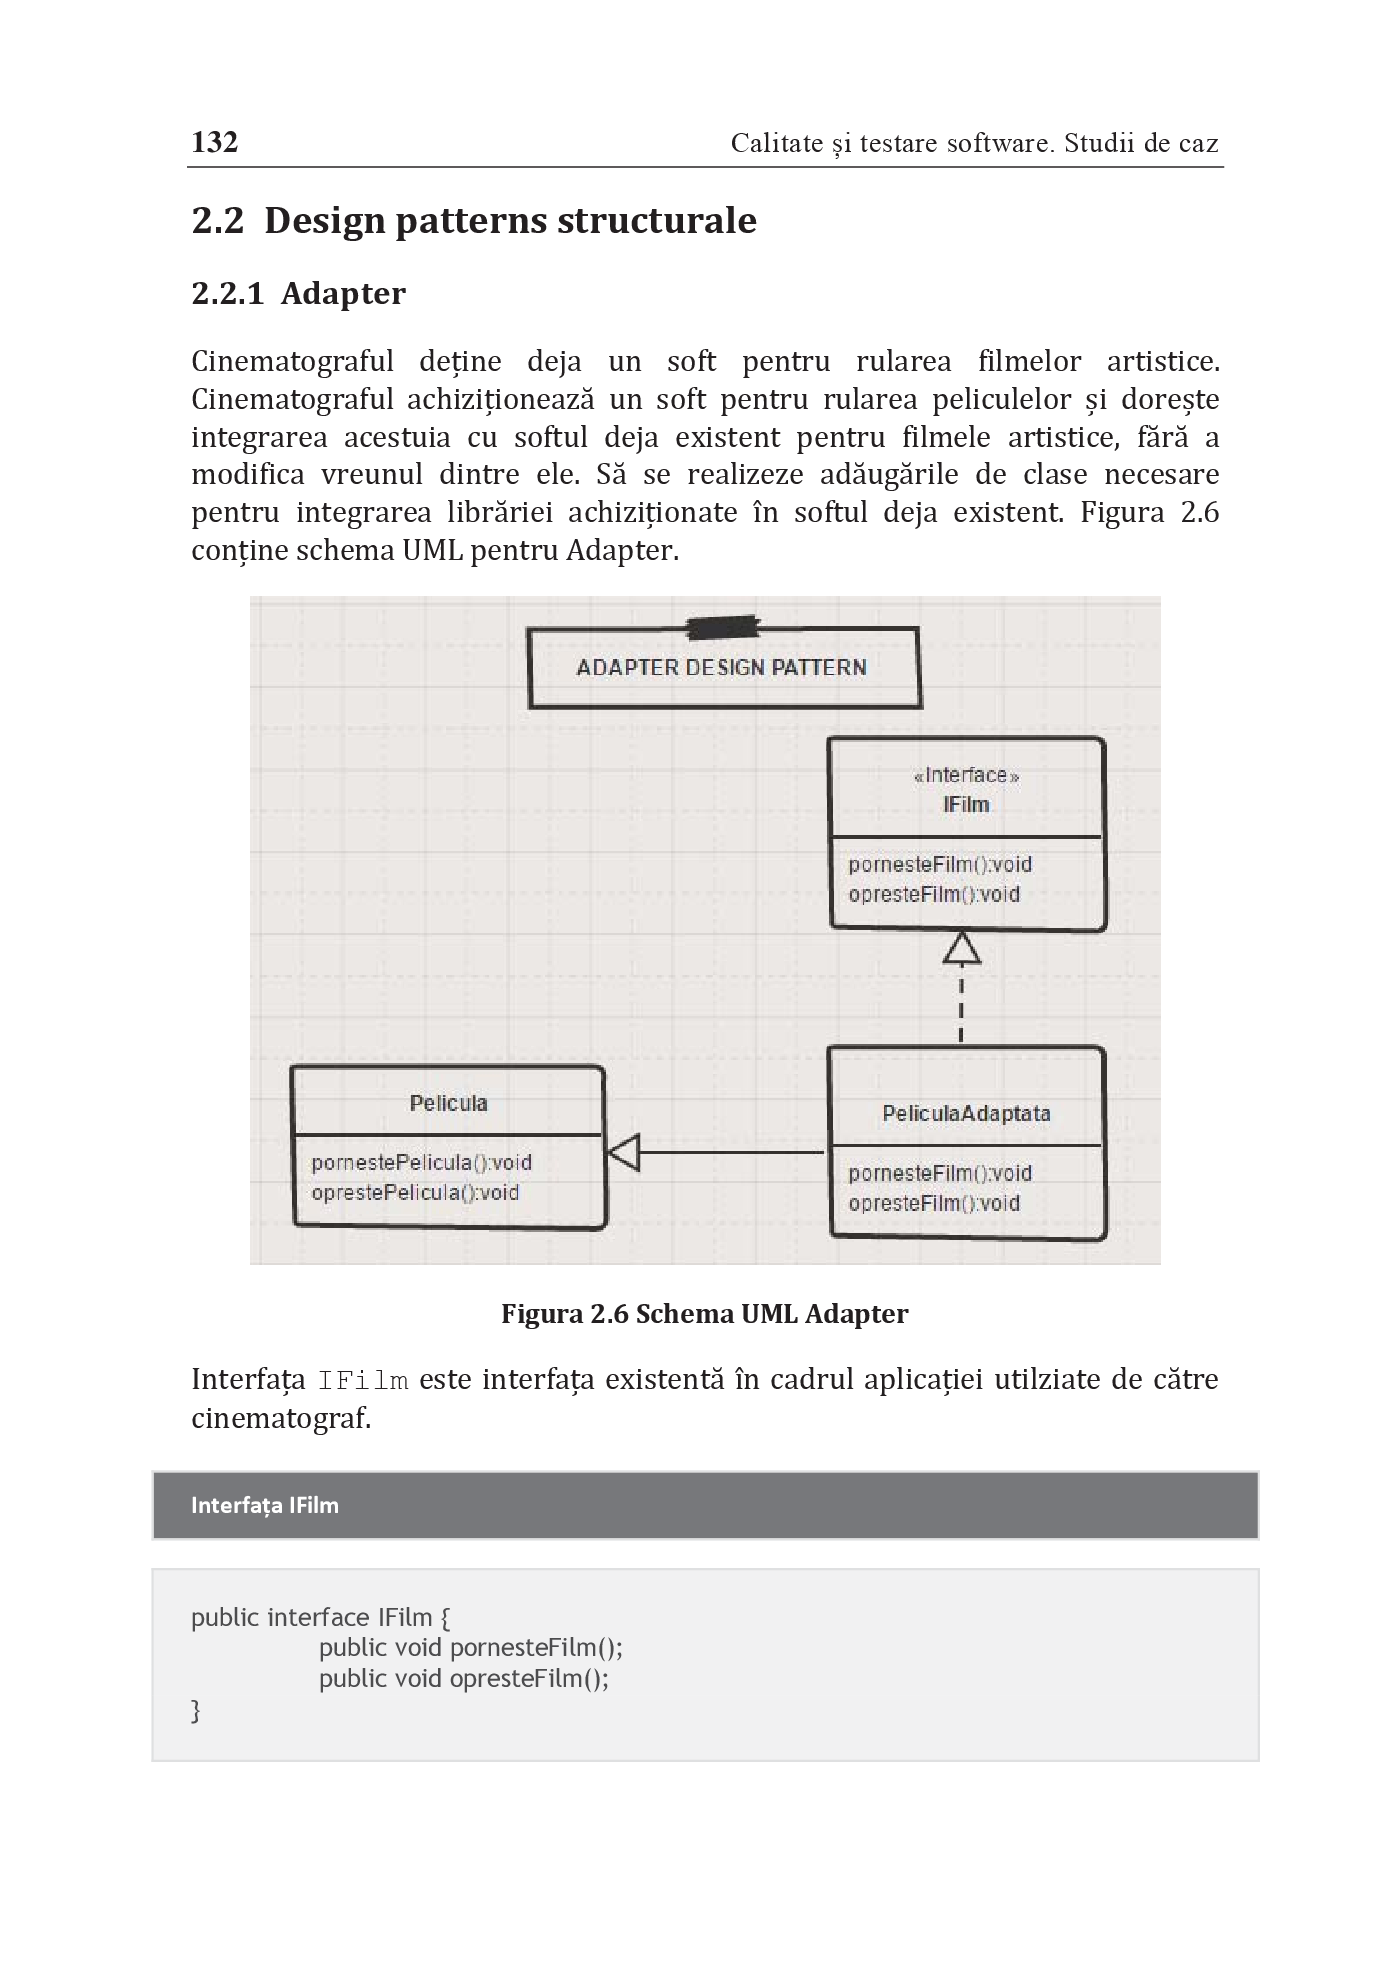 132
Calitate și testare software. Studii de caz
2.2 Design patterns structurale
2.2.1 Adapter
Cinematograful deține deja un soft pentru rularea filmelor artistice.
Cinematograful achiziționează un soft pentru rularea peliculelor și dorește
integrarea acestuia cu softul deja existent pentru filmele artistice, fără a
modifica vreunul dintre ele. Să se realizeze adăugările de clase necesare
pentru integrarea librăriei achiziționate în softul deja existent. Figura 2.6
conține schema UML pentru Adapter.
ADAPTER DESIGN PATTERN
«Interface»
IFilm
pornesteFilm():void
opresteFilm():void
Pelicula
pornestePelicula():void
oprestePelicula():void
PeliculaAdaptata
pornesteFilm():void
opresteFilm():void
Figura 2.6 Schema UML Adapter
Interfața IFilm este interfața existentă în cadrul aplicației utilziate de către
cinematograf.
Interfața IFilm
public interface IFilm {
public void pornesteFilm();
public void opresteFilm();
}